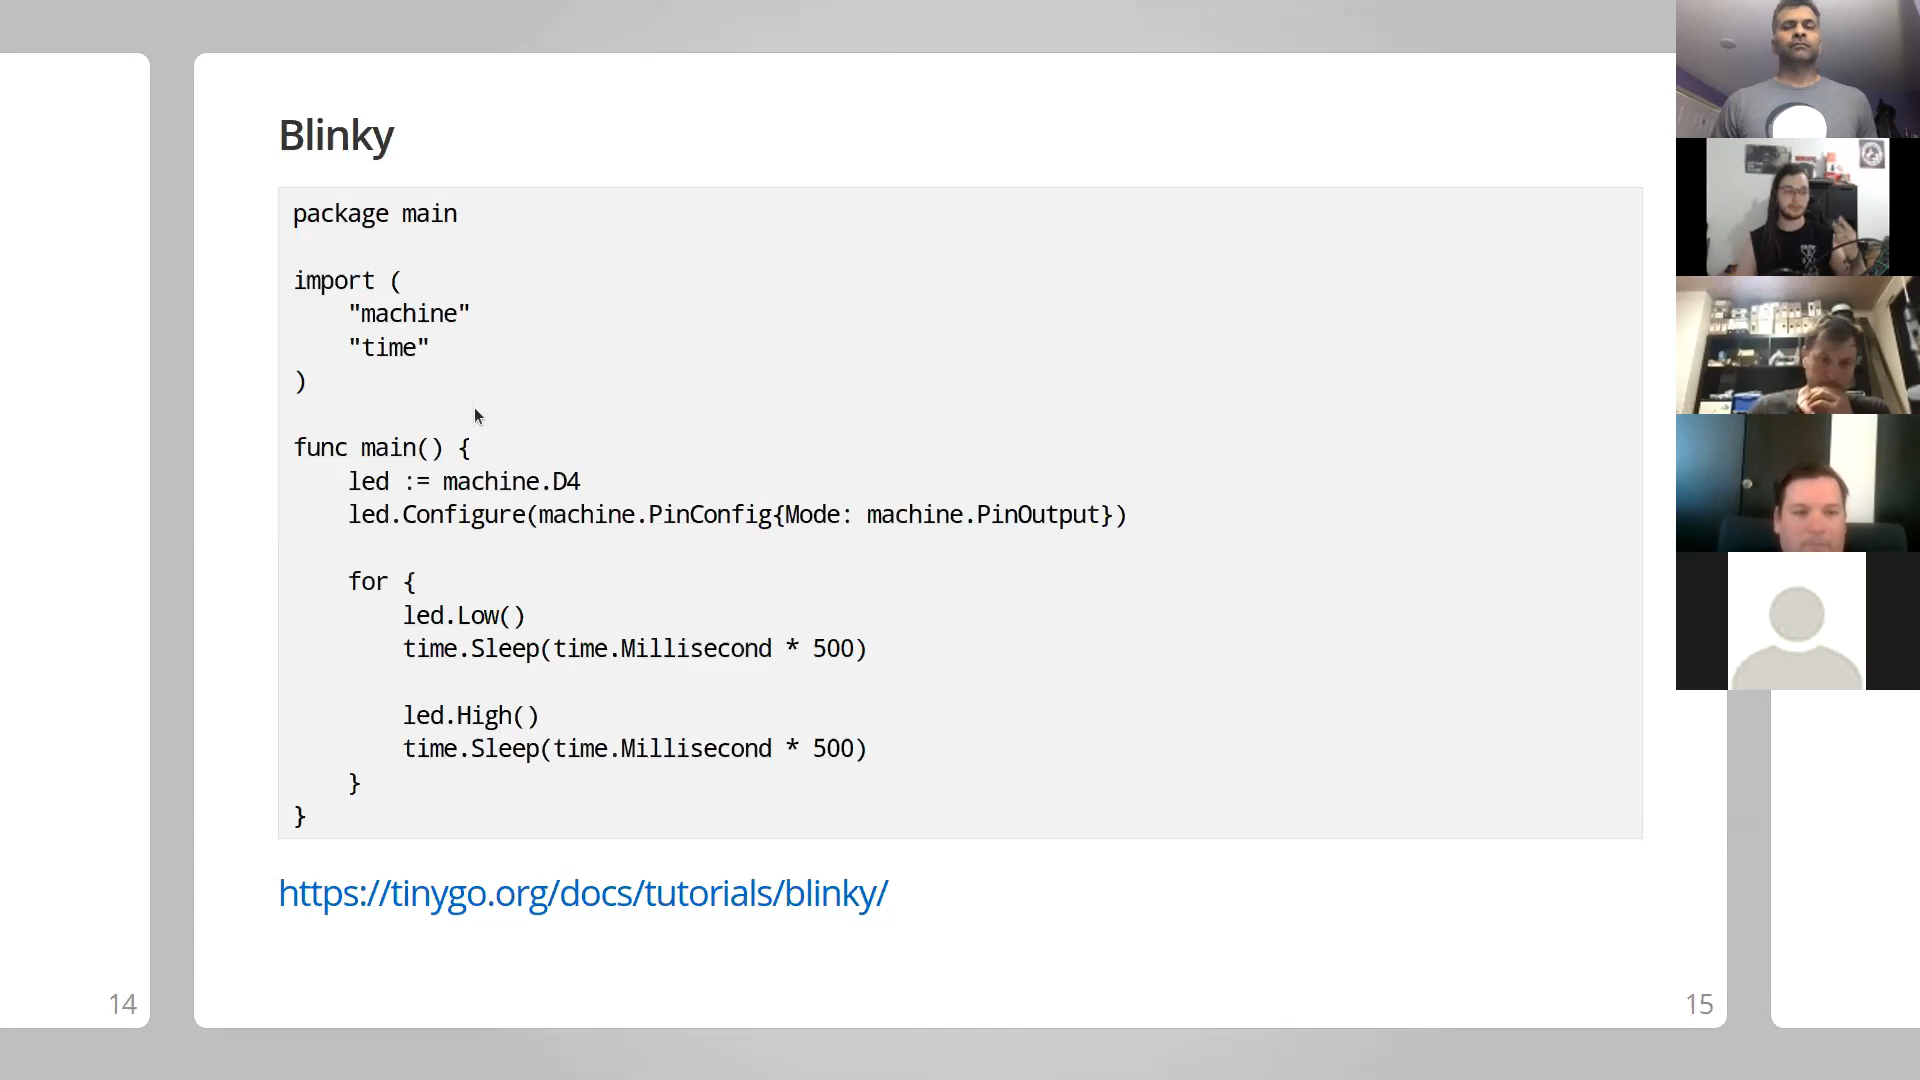 Blinky
package main
import (
"machine"
"time"
)
func main() {
led := machine.D4
led.Configure(machine.PinConfig{Mode: machine.PinOutput})
for {
led.Low()
time.Sleep(time.Millisecond * 500)
led.High()
time.Sleep(time.Millisecond * 500)
}
}
https://tinygo.org/docs/tutorials/blinky/
14
15